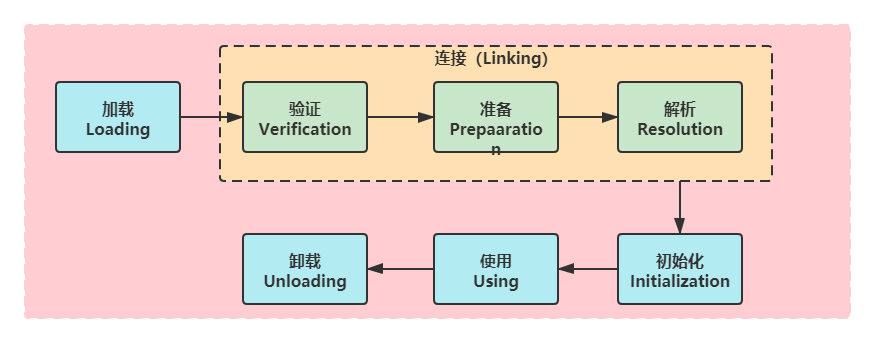 连接（Linking）
加载
Loading
验证
Verification
准备
Prepaaratio
n
解析
Resolution
卸载
Unloading
使用
Using
初始化
Initialization